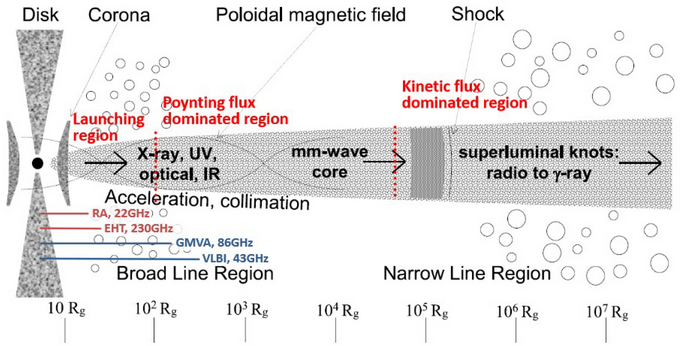 Disk
Corona
Poloidal magnetic field
Shock
Launching
region
Poynting flux
dominated region
Kinetic flux
dominated region
X-ray, UV,
optical, IR
mm-wave
core
superluminal knots:
radio to γ-ray
Acceleration, collimation
RA, 22GHz
EHT, 230GHz
GMVA, 86GHz
VLBI, 43GHz
Broad Line Region
Narrow Line Region
10 Rg
10² Rg
10³ Rg
10⁴ Rg
10⁵ Rg
10⁶ Rg
10⁷ Rg